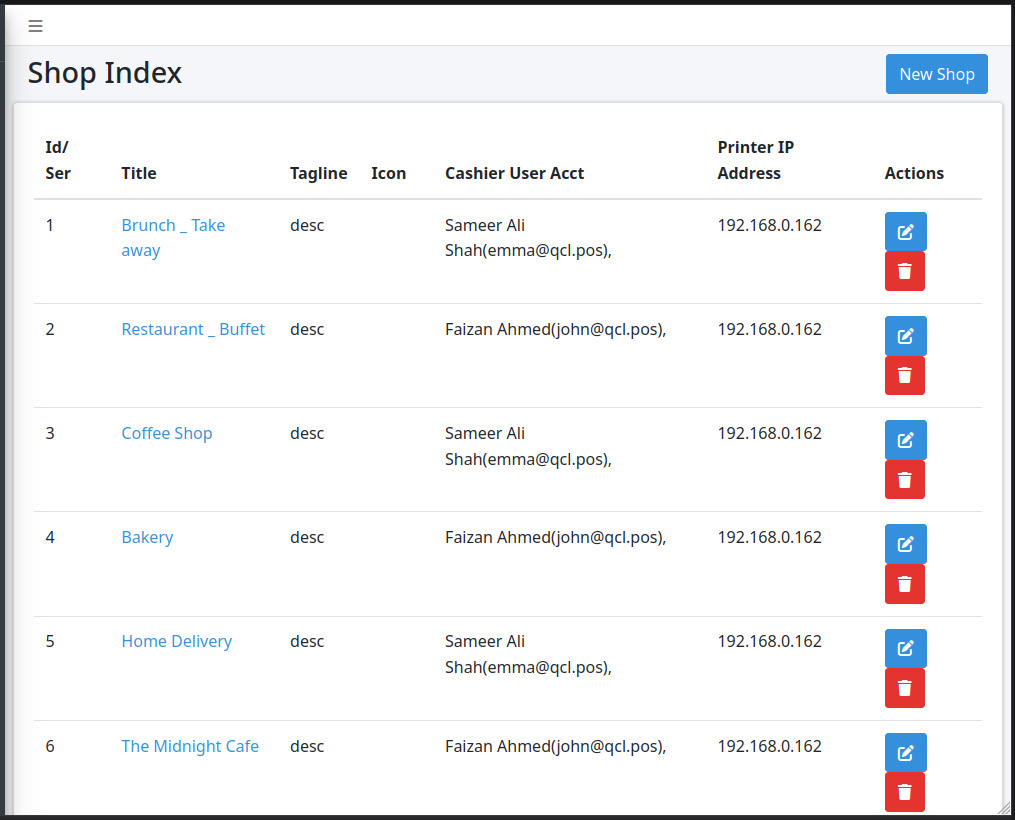 Shop Index
New Shop
Id/
Ser
Title
Tagline
Icon
Cashier User Acct
Printer IP
Address
Actions
1
Brunch _ Take
away
desc
Sameer Ali
Shah(emma@qcl.pos),
192.168.0.162
2
Restaurant _ Buffet
desc
Faizan Ahmed(john@qcl.pos),
192.168.0.162
3
Coffee Shop
desc
Sameer Ali
Shah(emma@qcl.pos),
192.168.0.162
4
Bakery
desc
Faizan Ahmed(john@qcl.pos),
192.168.0.162
5
Home Delivery
desc
Sameer Ali
Shah(emma@qcl.pos),
192.168.0.162
6
The Midnight Cafe
desc
Faizan Ahmed(john@qcl.pos),
192.168.0.162